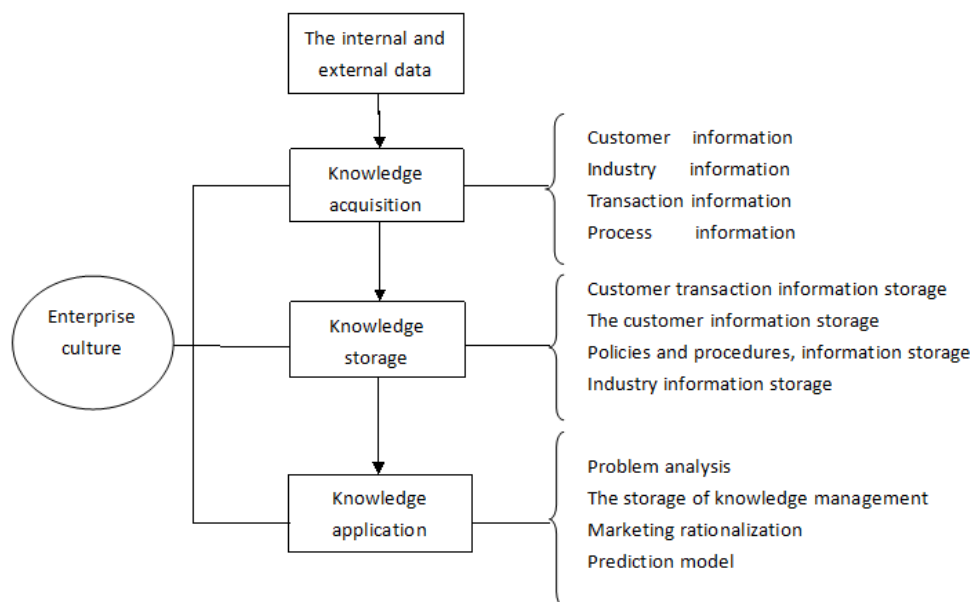 The internal and
external data
Knowledge
acquisition
Customer information
Industry information
Transaction information
Process information
Enterprise
culture
Knowledge
storage
Customer transaction information storage
The customer information storage
Policies and procedures, information storage
Industry information storage
Knowledge
application
Problem analysis
The storage of knowledge management
Marketing rationalization
Prediction model